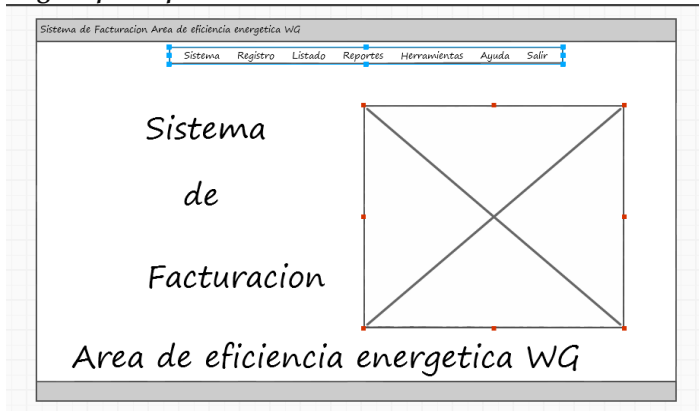 Sistema de Facturacion Area de eficiencia energetica WG
Sistema Registro Listado Reportes Herramientas Ayuda Salir
Sistema
de
Facturacion
Area de eficiencia energetica WG